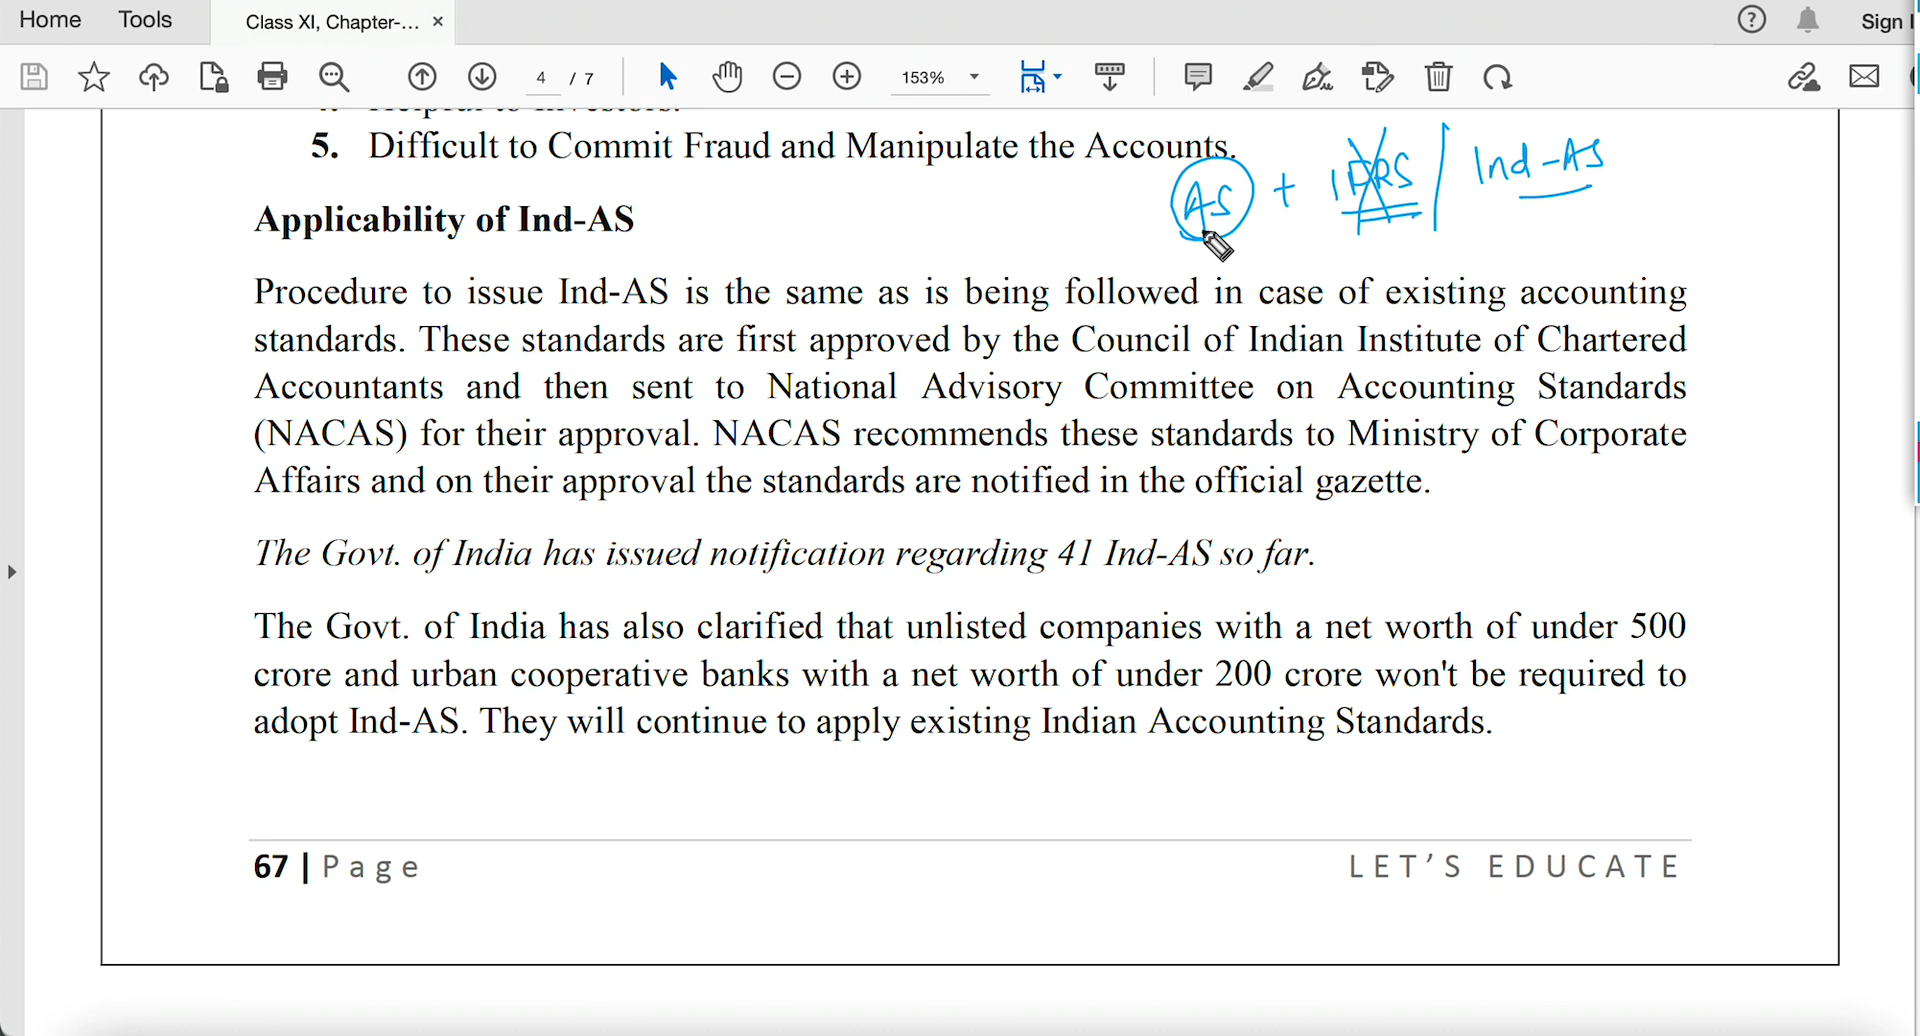 Home Tools Class XI, Chapter-... × Sign
4 / 7 153%
5. Difficult to Commit Fraud and Manipulate the Accounts.
AS + IFRS | Ind-AS
Applicability of Ind-AS
Procedure to issue Ind-AS is the same as is being followed in case of existing accounting
standards. These standards are first approved by the Council of Indian Institute of Chartered
Accountants and then sent to National Advisory Committee on Accounting Standards
(NACAS) for their approval. NACAS recommends these standards to Ministry of Corporate
Affairs and on their approval the standards are notified in the official gazette.
The Govt. of India has issued notification regarding 41 Ind-AS so far.
The Govt. of India has also clarified that unlisted companies with a net worth of under 500
crore and urban cooperative banks with a net worth of under 200 crore won't be required to
adopt Ind-AS. They will continue to apply existing Indian Accounting Standards.
67 | Page LET'S EDUCATE